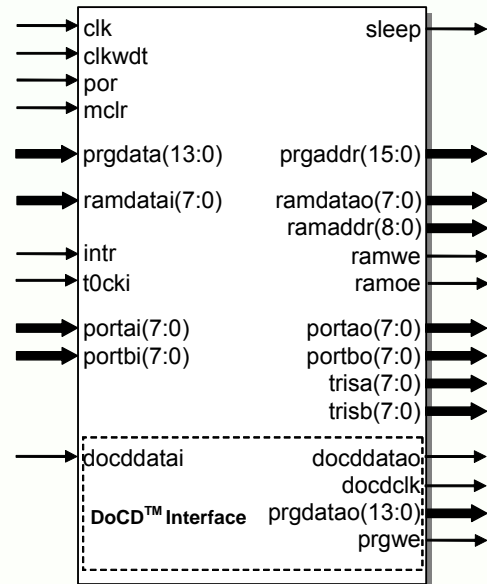 clk sleep
clkwdt
por
mclr
prgdata(13:0) prgaddr(15:0)
ramdatai(7:0) ramdatao(7:0)
ramaddr(8:0)
intr ramwe
t0cki ramoe
portai(7:0) portao(7:0)
portbi(7:0) portbo(7:0)
trisa(7:0)
trisb(7:0)
docddatai docddatao
docdclk
DoCD™ Interface prgdatao(13:0)
prgwe